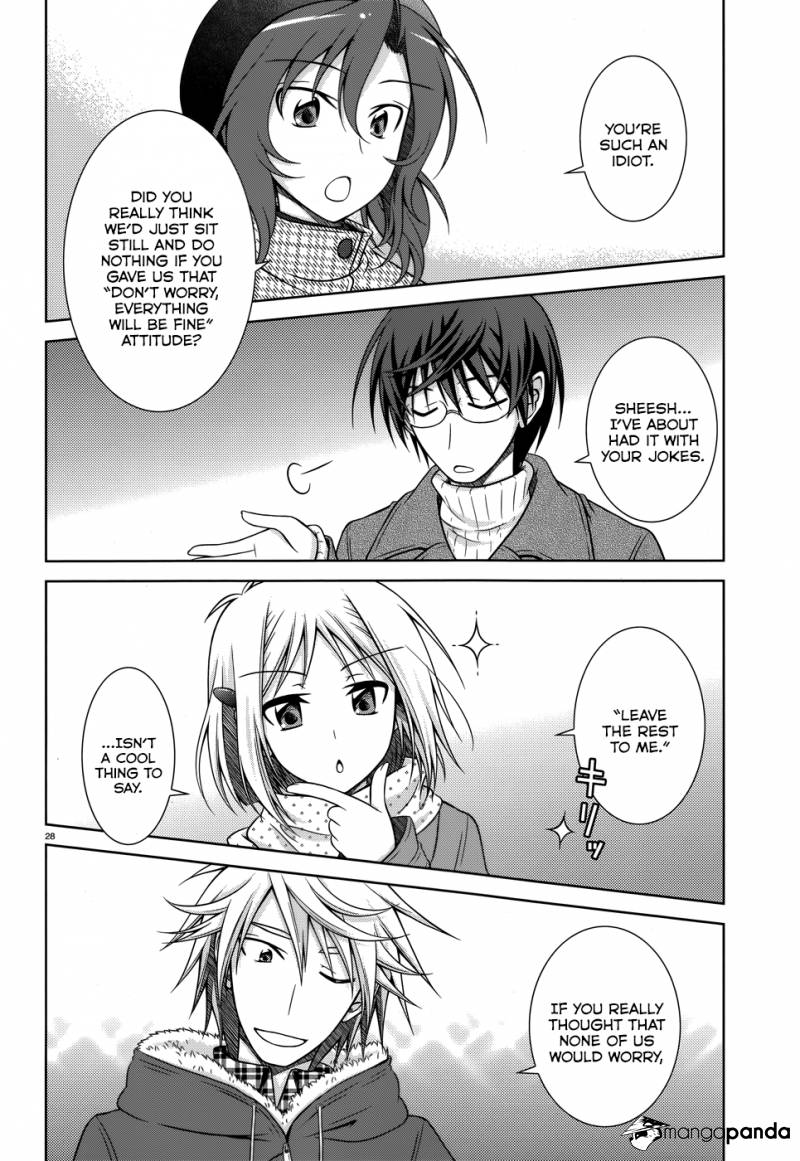 YOU'RE
SUCH AN
IDIOT.
DID YOU
REALLY THINK
WE'D JUST SIT
STILL AND DO
NOTHING IF YOU
GAVE US THAT
"DON'T WORRY,
EVERYTHING
WILL BE FINE"
ATTITUDE?
SHEESH...
I'VE ABOUT
HAD IT WITH
YOUR JOKES.
"LEAVE
THE REST
TO ME."
キリッ
...ISN'T
A COOL
THING TO
SAY.
28
IF YOU REALLY
THOUGHT THAT
NONE OF US
WOULD WORRY,
mangapanda